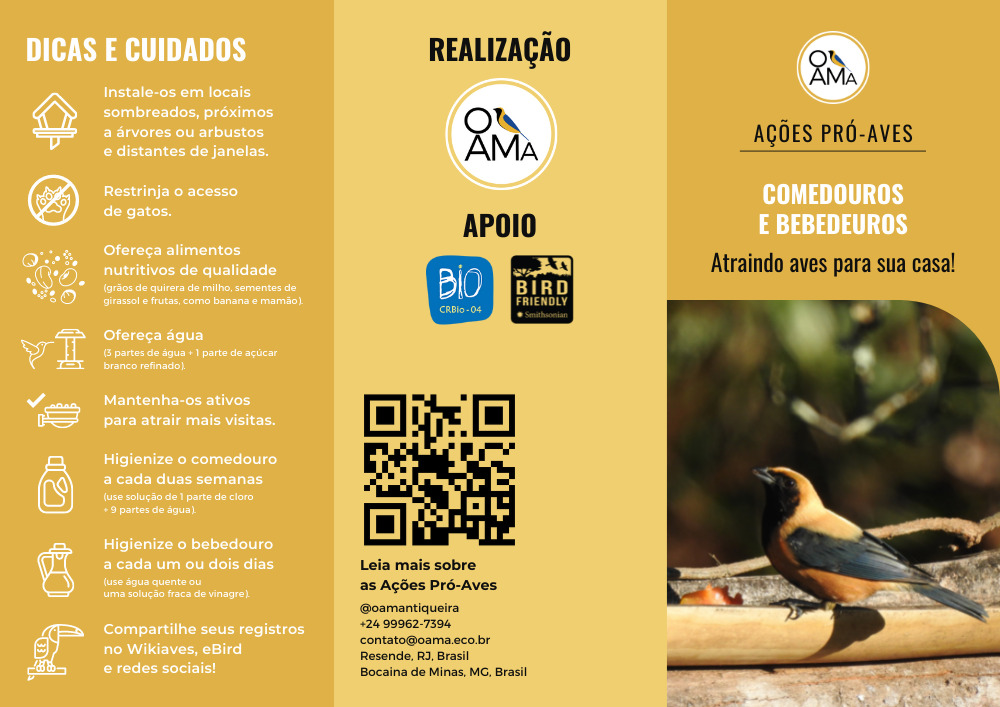 DICAS E CUIDADOS
Instale-os em locais
sombreados, próximos
a árvores ou arbustos
e distantes de janelas.
Restrinja o acesso
de gatos.
Ofereça alimentos
nutritivos de qualidade
(grãos de quirera de milho, sementes de
girassol e frutas, como banana e mamão).
Ofereça água
(3 partes de água + 1 parte de açúcar
branco refinado).
Mantenha-os ativos
para atrair mais visitas.
Higienize o comedouro
a cada duas semanas
(use solução de 1 parte de cloro
+ 9 partes de água).
Higienize o bebedouro
a cada um ou dois dias
(use água quente ou
uma solução fraca de vinagre).
Compartilhe seus registros
no Wikiaves, eBird
e redes sociais!
REALIZAÇÃO
O
AMA
APOIO
BiO
CRBio-04
BIRD
FRIENDLY
Smithsonian
Leia mais sobre
as Ações Pró-Aves
@oamantiqueira
+24 99962-7394
contato@oama.eco.br
Resende, RJ, Brasil
Bocaina de Minas, MG, Brasil
O
AMA
AÇÕES PRÓ-AVES
COMEDOUROS
E BEBEDEUROS
Atraindo aves para sua casa!